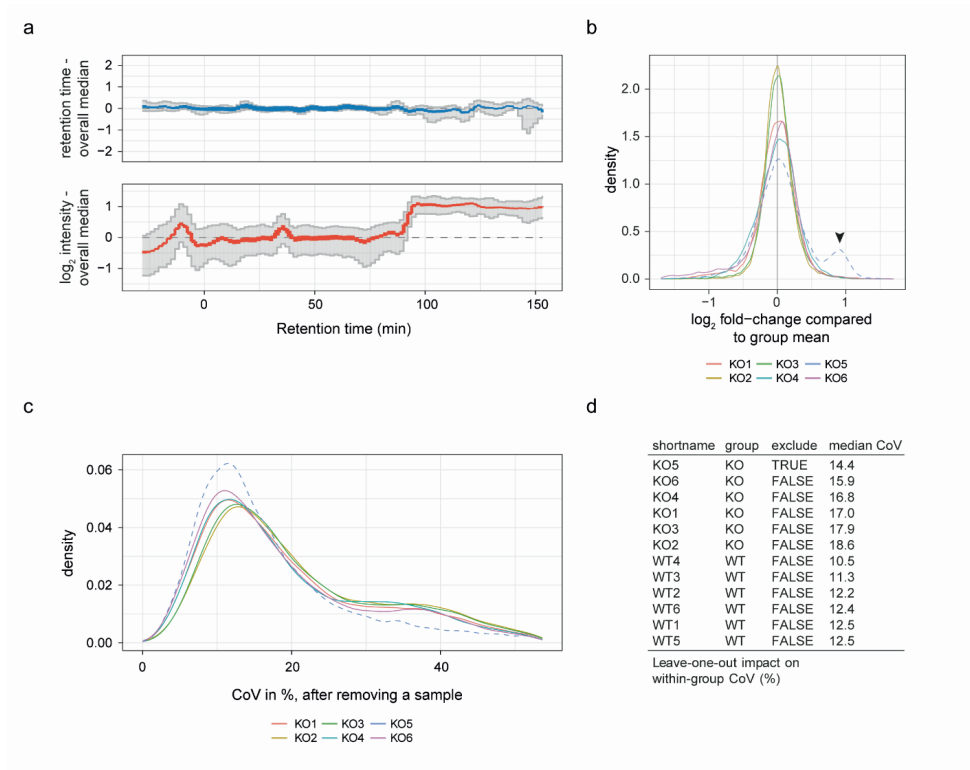 a
retention time -
overall median
2
1
0
−1
−2
log2 intensity -
overall median
1
0
−1
0
50
100
150
Retention time (min)
b
density
2.0
1.5
1.0
0.5
0.0
−1
0
1
log2 fold−change compared
to group mean
KO1 KO3 KO5
KO2 KO4 KO6
c
density
0.06
0.04
0.02
0.00
0
20
40
CoV in %, after removing a sample
KO1 KO3 KO5
KO2 KO4 KO6
d
shortname group exclude median CoV
KO5 KO TRUE 14.4
KO6 KO FALSE 15.9
KO4 KO FALSE 16.8
KO1 KO FALSE 17.0
KO3 KO FALSE 17.9
KO2 KO FALSE 18.6
WT4 WT FALSE 10.5
WT3 WT FALSE 11.3
WT2 WT FALSE 12.2
WT6 WT FALSE 12.4
WT1 WT FALSE 12.5
WT5 WT FALSE 12.5
Leave-one-out impact on
within-group CoV (%)